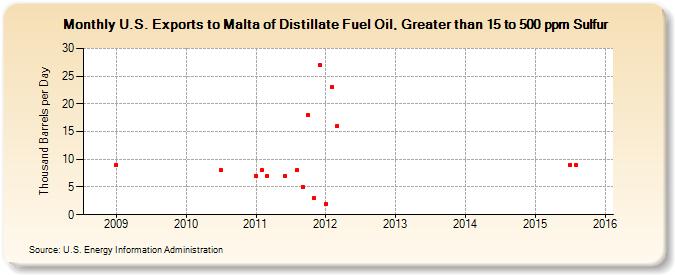 Monthly U.S. Exports to Malta of Distillate Fuel Oil, Greater than 15 to 500 ppm Sulfur
Thousand Barrels per Day
30
25
20
15
10
5
0
2009 2010 2011 2012 2013 2014 2015 2016
Source: U.S. Energy Information Administration